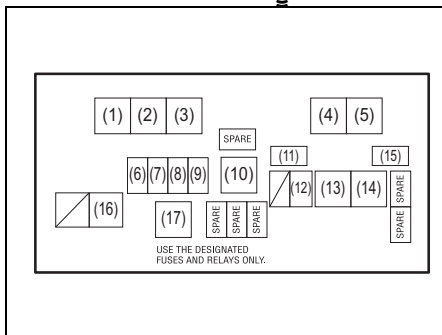 (1) (2) (3) (4) (5)
SPARE
(11) (15)
(6) (7) (8) (9) (10)
(16) (12) (13) (14) SPARE
(17) SPARE SPARE SPARE SPARE
USE THE DESIGNATED
FUSES AND RELAYS ONLY.